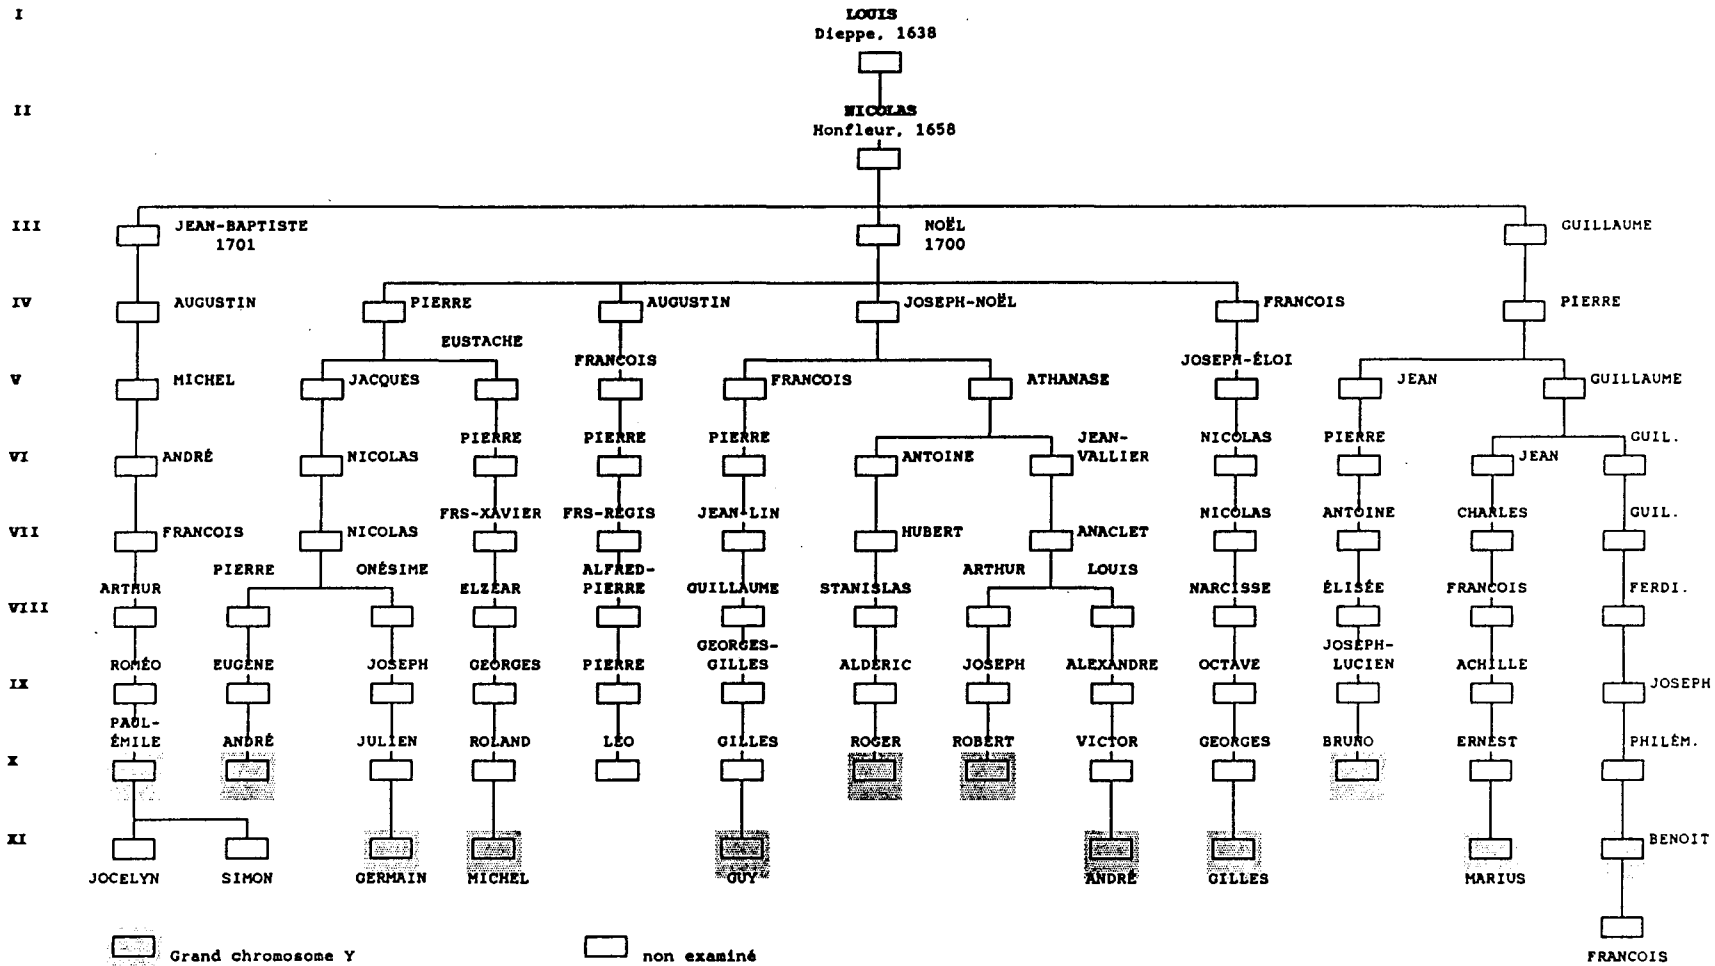 I
LOUIS
Dieppe, 1638
II
NICOLAS
Honfleur, 1658
III
JEAN-BAPTISTE
1701
NOËL
1700
GUILLAUME
IV
AUGUSTIN
PIERRE
AUGUSTIN
JOSEPH-NOËL
FRANCOIS
PIERRE
EUSTACHE
FRANCOIS
JOSEPH-ÉLOI
V
MICHEL
JACQUES
FRANCOIS
ATHANASE
JEAN
GUILLAUME
PIERRE
PIERRE
PIERRE
JEAN-
VALLIER
NICOLAS
PIERRE
GUIL.
VI
ANDRÉ
NICOLAS
ANTOINE
JEAN
FRS-XAVIER
FRS-RÉGIS
JEAN-LIN
NICOLAS
ANTOINE
CHARLES
GUIL.
VII
FRANCOIS
NICOLAS
HUBERT
ANACLET
PIERRE
ONÉSIME
ALFRED-
PIERRE
ARTHUR
LOUIS
ARTHUR
ELZÉAR
GUILLAUME
STANISLAS
NARCISSE
ÉLISÉE
FRANCOIS
FERDI.
VIII
ROMÉO
EUGÈNE
JOSEPH
GEORGES
PIERRE
GEORGES-
GILLES
ALDERIC
JOSEPH
ALEXANDRE
OCTAVE
JOSEPH-
LUCIEN
ACHILLE
IX
JOSEPH
PAUL-
ÉMILE
ANDRÉ
JULIEN
ROLAND
LÉO
GILLES
ROGER
ROBERT
VICTOR
GEORGES
BRUNO
ERNEST
PHILÉM.
X
XI
BENOIT
JOCELYN
SIMON
GERMAIN
MICHEL
GUY
ANDRÉ
GILLES
MARIUS
Grand chromosome Y
non examiné
FRANCOIS